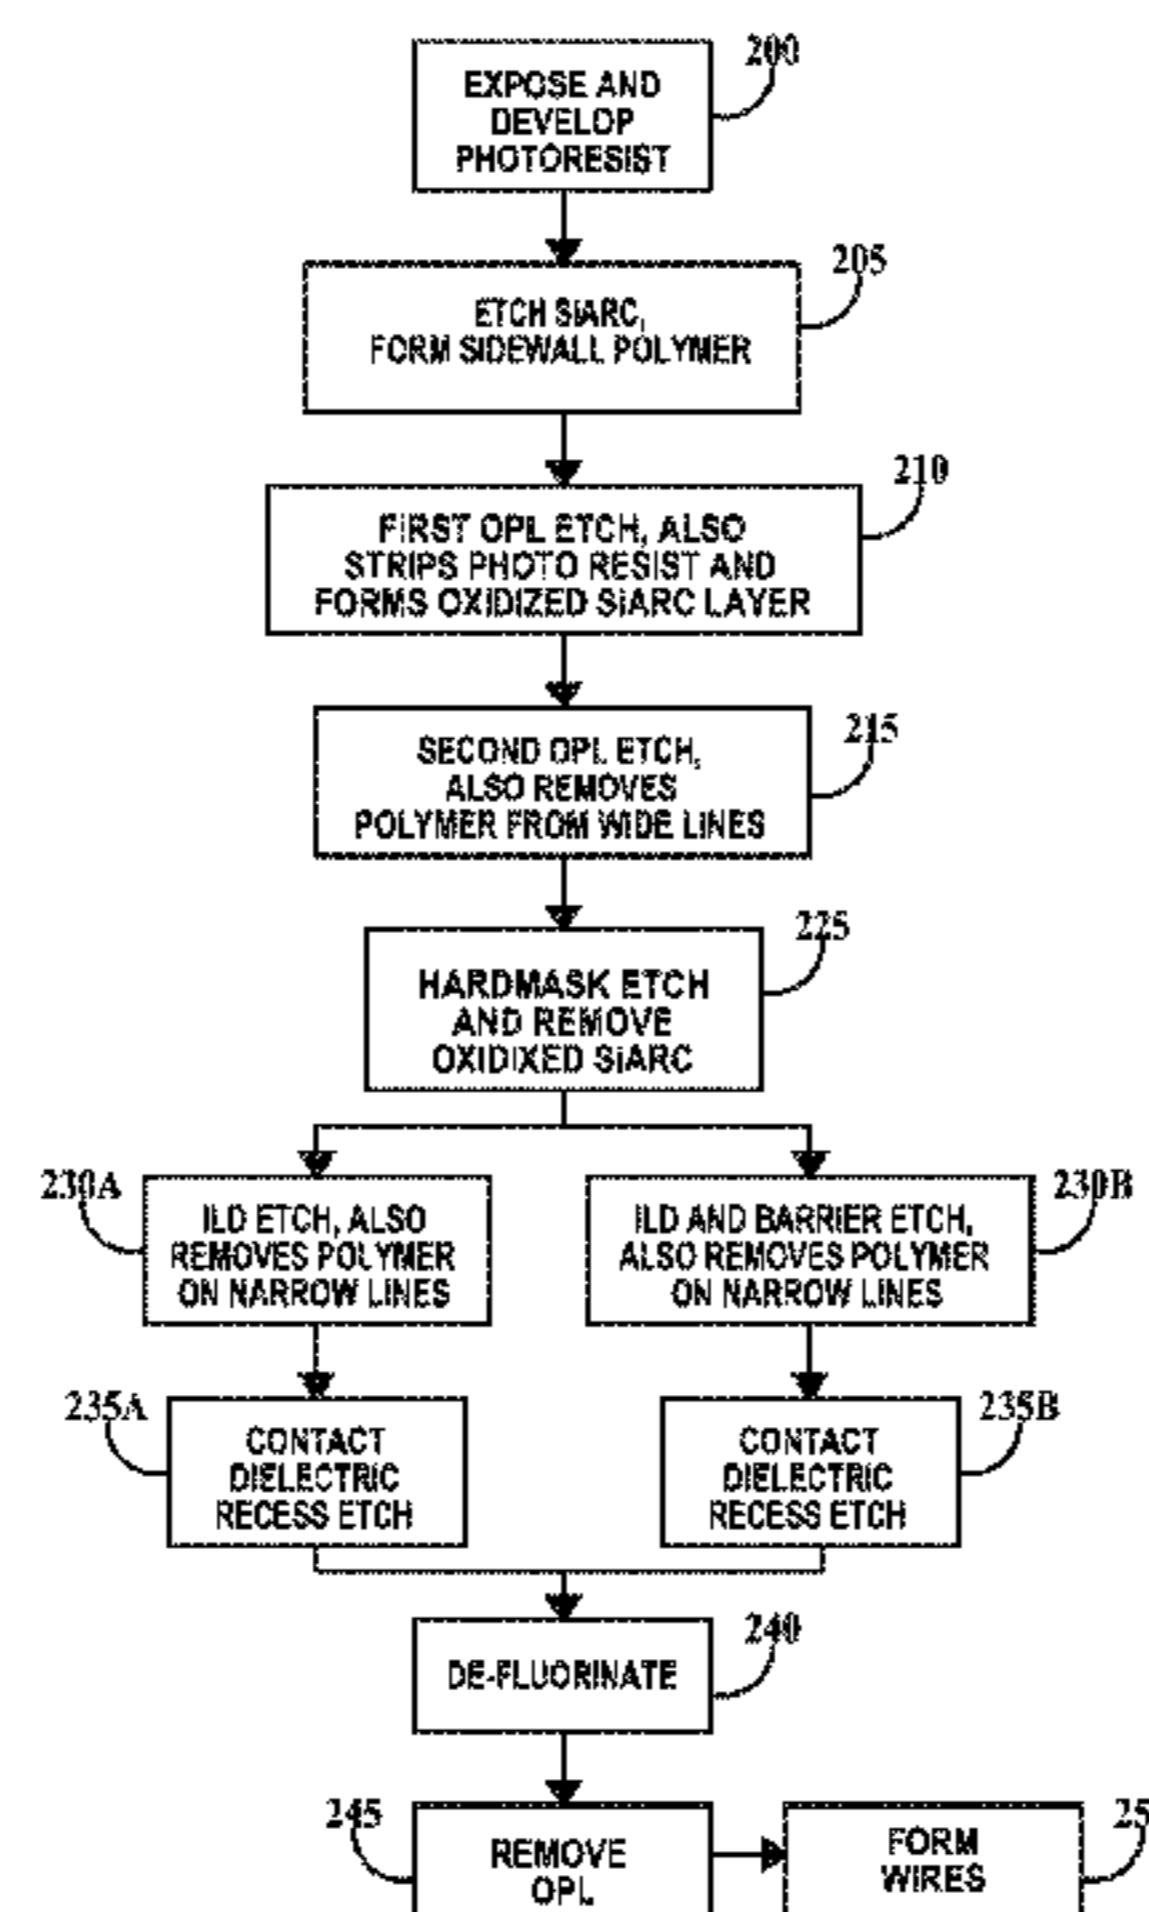 200
EXPOSE AND
DEVELOP
PHOTORESIST
205
ETCH SiARC,
FORM SIDEWALL POLYMER
210
FIRST OPL ETCH, ALSO
STRIPS PHOTO RESIST AND
FORMS OXIDIZED SiARC LAYER
215
SECOND OPL ETCH,
ALSO REMOVES
POLYMER FROM WIDE LINES
225
HARDMASK ETCH
AND REMOVE
OXIDIXED SiARC
230A
ILD ETCH, ALSO
REMOVES POLYMER
ON NARROW LINES
230B
ILD AND BARRIER ETCH,
ALSO REMOVES POLYMER
ON NARROW LINES
235A
CONTACT
DIELECTRIC
RECESS ETCH
235B
CONTACT
DIELECTRIC
RECESS ETCH
240
DE-FLUORINATE
245
REMOVE
OPL
25
FORM
WIRES